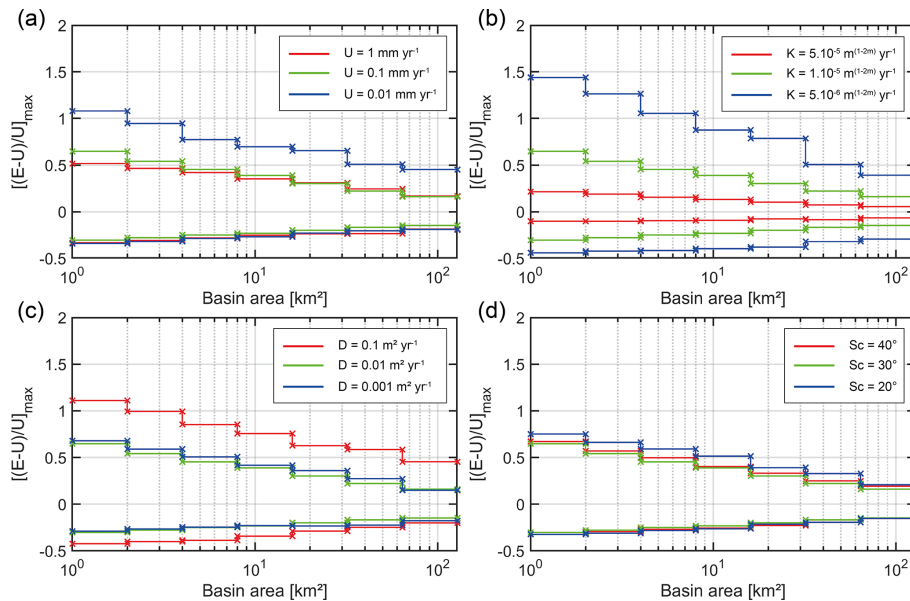 (a)
2
1.5
1
0.5
0
-0.5
[(E-U)/U]max
U = 1 mm yr⁻¹
U = 0.1 mm yr⁻¹
U = 0.01 mm yr⁻¹
10⁰
10¹
10²
Basin area [km²]
(b)
2
1.5
1
0.5
0
-0.5
[(E-U)/U]max
K = 5.10⁻⁵ m⁽¹⁻²ᵐ⁾ yr⁻¹
K = 1.10⁻⁵ m⁽¹⁻²ᵐ⁾ yr⁻¹
K = 5.10⁻⁶ m⁽¹⁻²ᵐ⁾ yr⁻¹
10⁰
10¹
10²
Basin area [km²]
(c)
2
1.5
1
0.5
0
-0.5
[(E-U)/U]max
D = 0.1 m² yr⁻¹
D = 0.01 m² yr⁻¹
D = 0.001 m² yr⁻¹
10⁰
10¹
10²
Basin area [km²]
(d)
2
1.5
1
0.5
0
-0.5
[(E-U)/U]max
Sc = 40°
Sc = 30°
Sc = 20°
10⁰
10¹
10²
Basin area [km²]